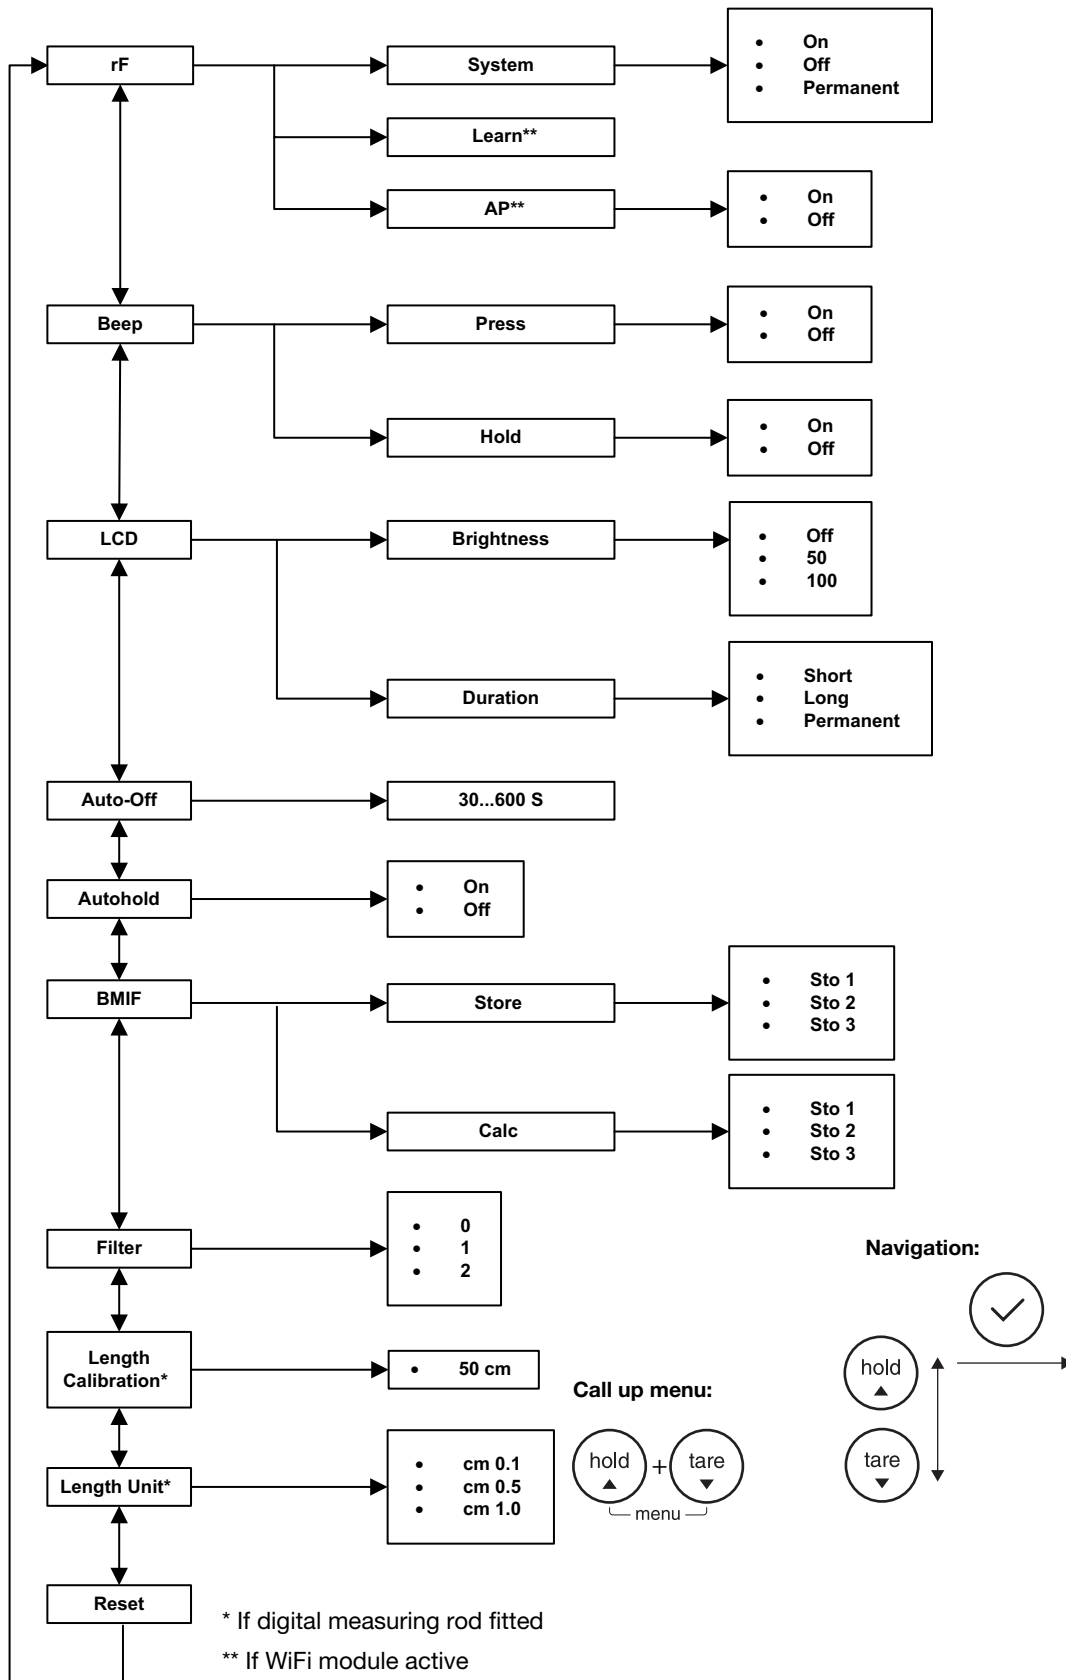 rF
System
• On
• Off
• Permanent
Learn**
AP**
• On
• Off
Beep
Press
• On
• Off
Hold
• On
• Off
LCD
Brightness
• Off
• 50
• 100
Duration
• Short
• Long
• Permanent
Auto-Off
30...600 S
Autohold
• On
• Off
BMIF
Store
• Sto 1
• Sto 2
• Sto 3
Calc
• Sto 1
• Sto 2
• Sto 3
Filter
• 0
• 1
• 2
Length
Calibration*
• 50 cm
Length Unit*
• cm 0.1
• cm 0.5
• cm 1.0
Reset
Call up menu:
hold + tare
menu
Navigation:
hold
tare
* If digital measuring rod fitted
** If WiFi module active